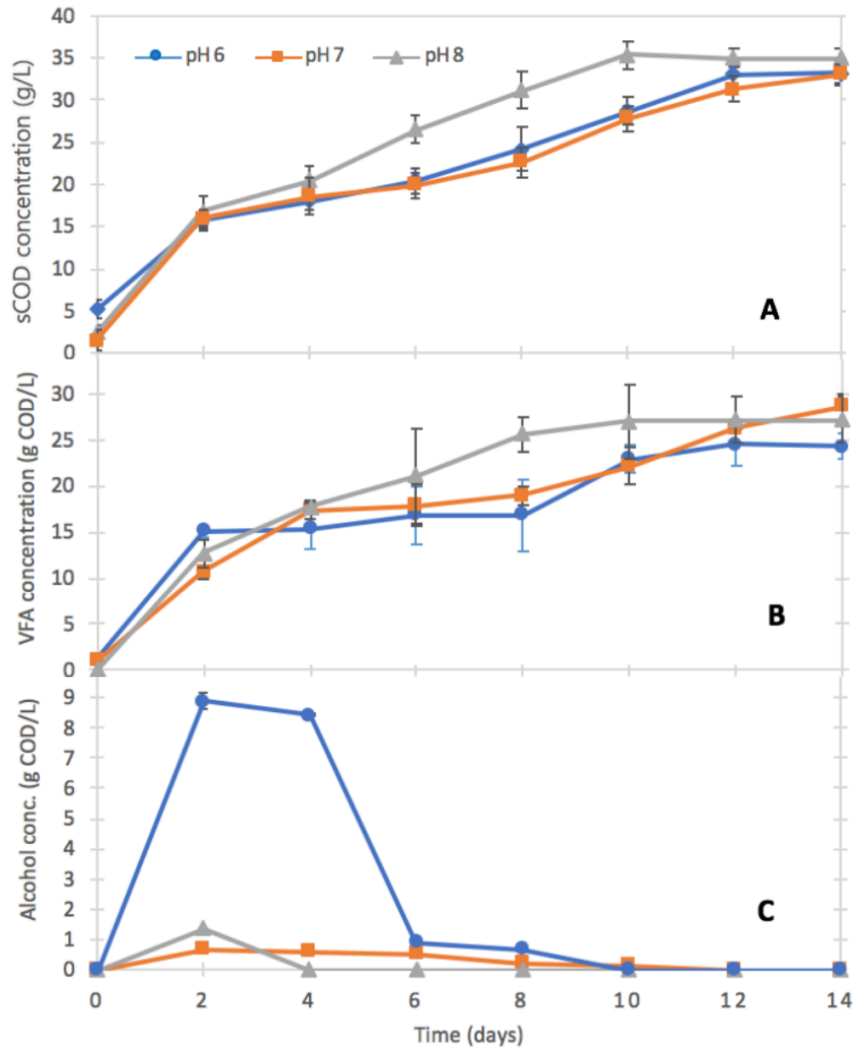 40
35
30
25
20
15
10
5
0
sCOD concentration (g/L)
pH 6 pH 7 pH 8
A
30
25
20
15
10
5
0
VFA concentration (g COD/L)
B
9
8
7
6
5
4
3
2
1
0
Alcohol conc. (g COD/L)
C
0 2 4 6 8 10 12 14
Time (days)